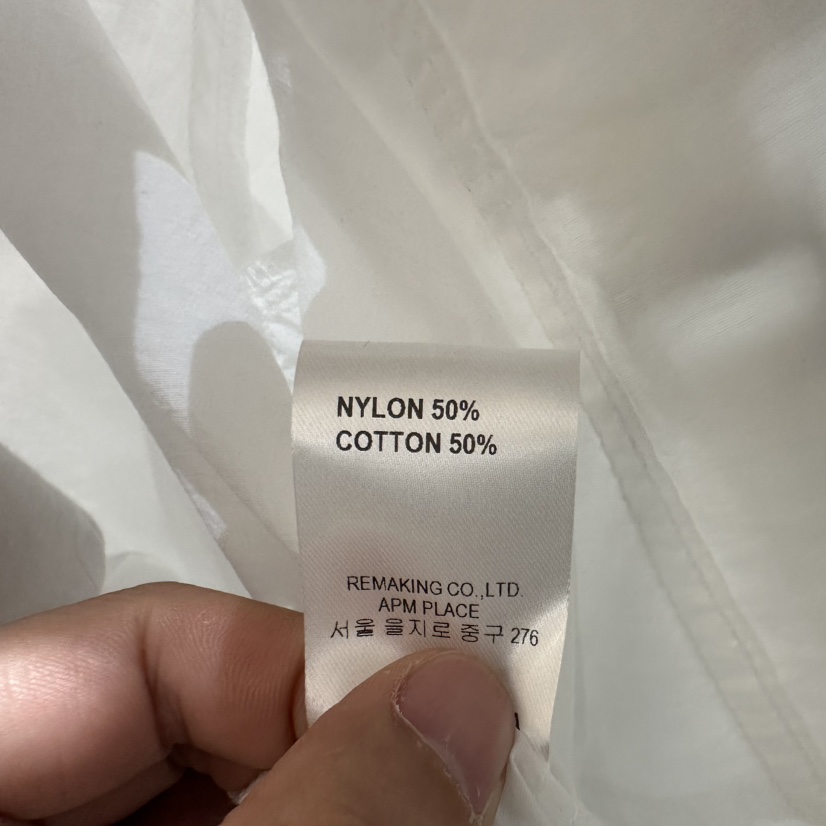 NYLON 50%
COTTON 50%
REMAKING CO.,LTD.
APM PLACE
서울 을지로 중구 276